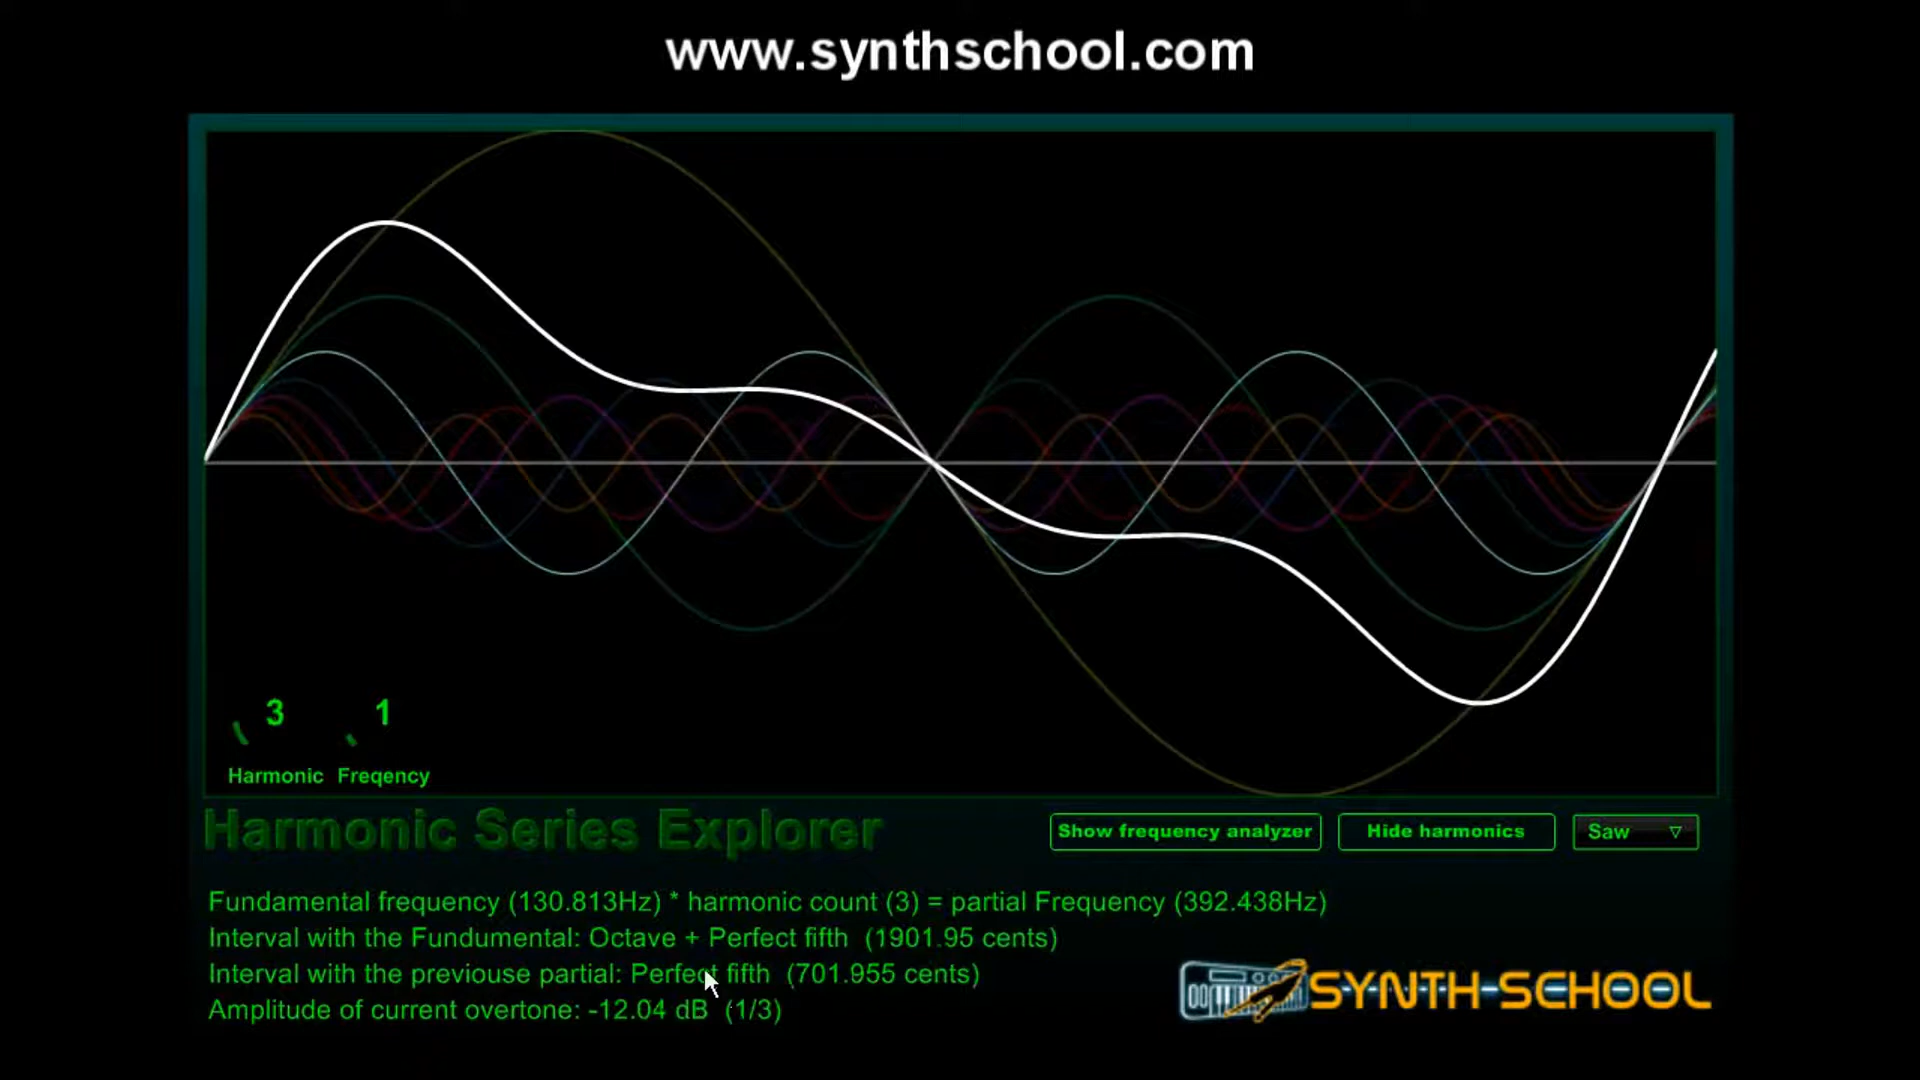 www.synthschool.com
3 1
Harmonic Freqency
Harmonic Series Explorer
Show frequency analyzer Hide harmonics Saw
Fundamental frequency (130.813Hz) * harmonic count (3) = partial Frequency (392.438Hz)
Interval with the Fundumental: Octave + Perfect fifth (1901.95 cents)
Interval with the previouse partial: Perfect fifth (701.955 cents)
Amplitude of current overtone: -12.04 dB (1/3)
SYNTH-SCHOOL